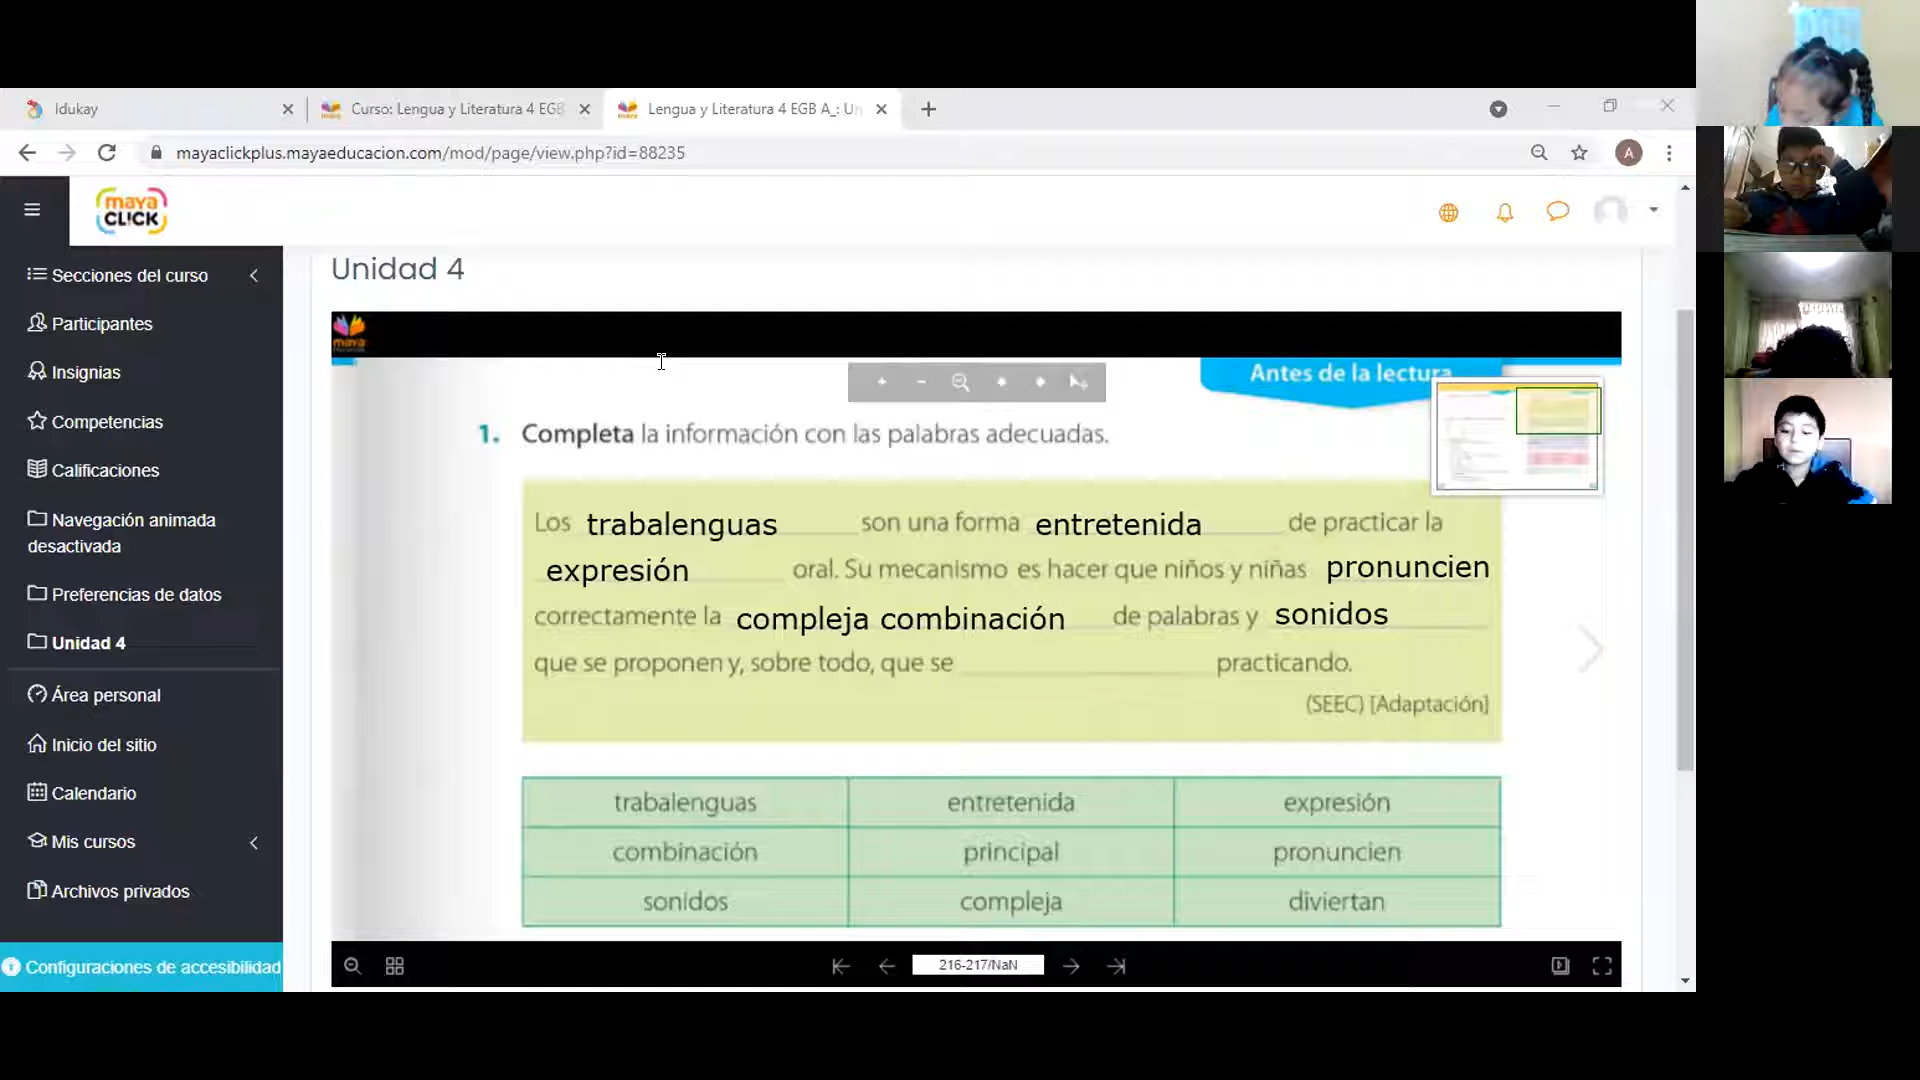 Idukay
Curso: Lengua y Literatura 4 EGB
Lengua y Literatura 4 EGB A_: Un
mayaclickplus.mayaeducacion.com/mod/page/view.php?id=88235
A
maya
CLICK
Secciones del curso
Participantes
Insignias
Competencias
Calificaciones
Navegación animada
desactivada
Preferencias de datos
Unidad 4
Área personal
Inicio del sitio
Calendario
Mis cursos
Archivos privados
Configuraciones de accesibilidad
Unidad 4
maya
Antes de la lectura
1. Completa la información con las palabras adecuadas.
Los trabalenguas son una forma entretenida de practicar la
expresión oral. Su mecanismo es hacer que niños y niñas pronuncien
correctamente la compleja combinación de palabras y sonidos
que se proponen y, sobre todo, que se practicando.
(SEEC) [Adaptación]
trabalenguas entretenida expresión
combinación principal pronuncien
sonidos compleja diviertan
216-217/NaN